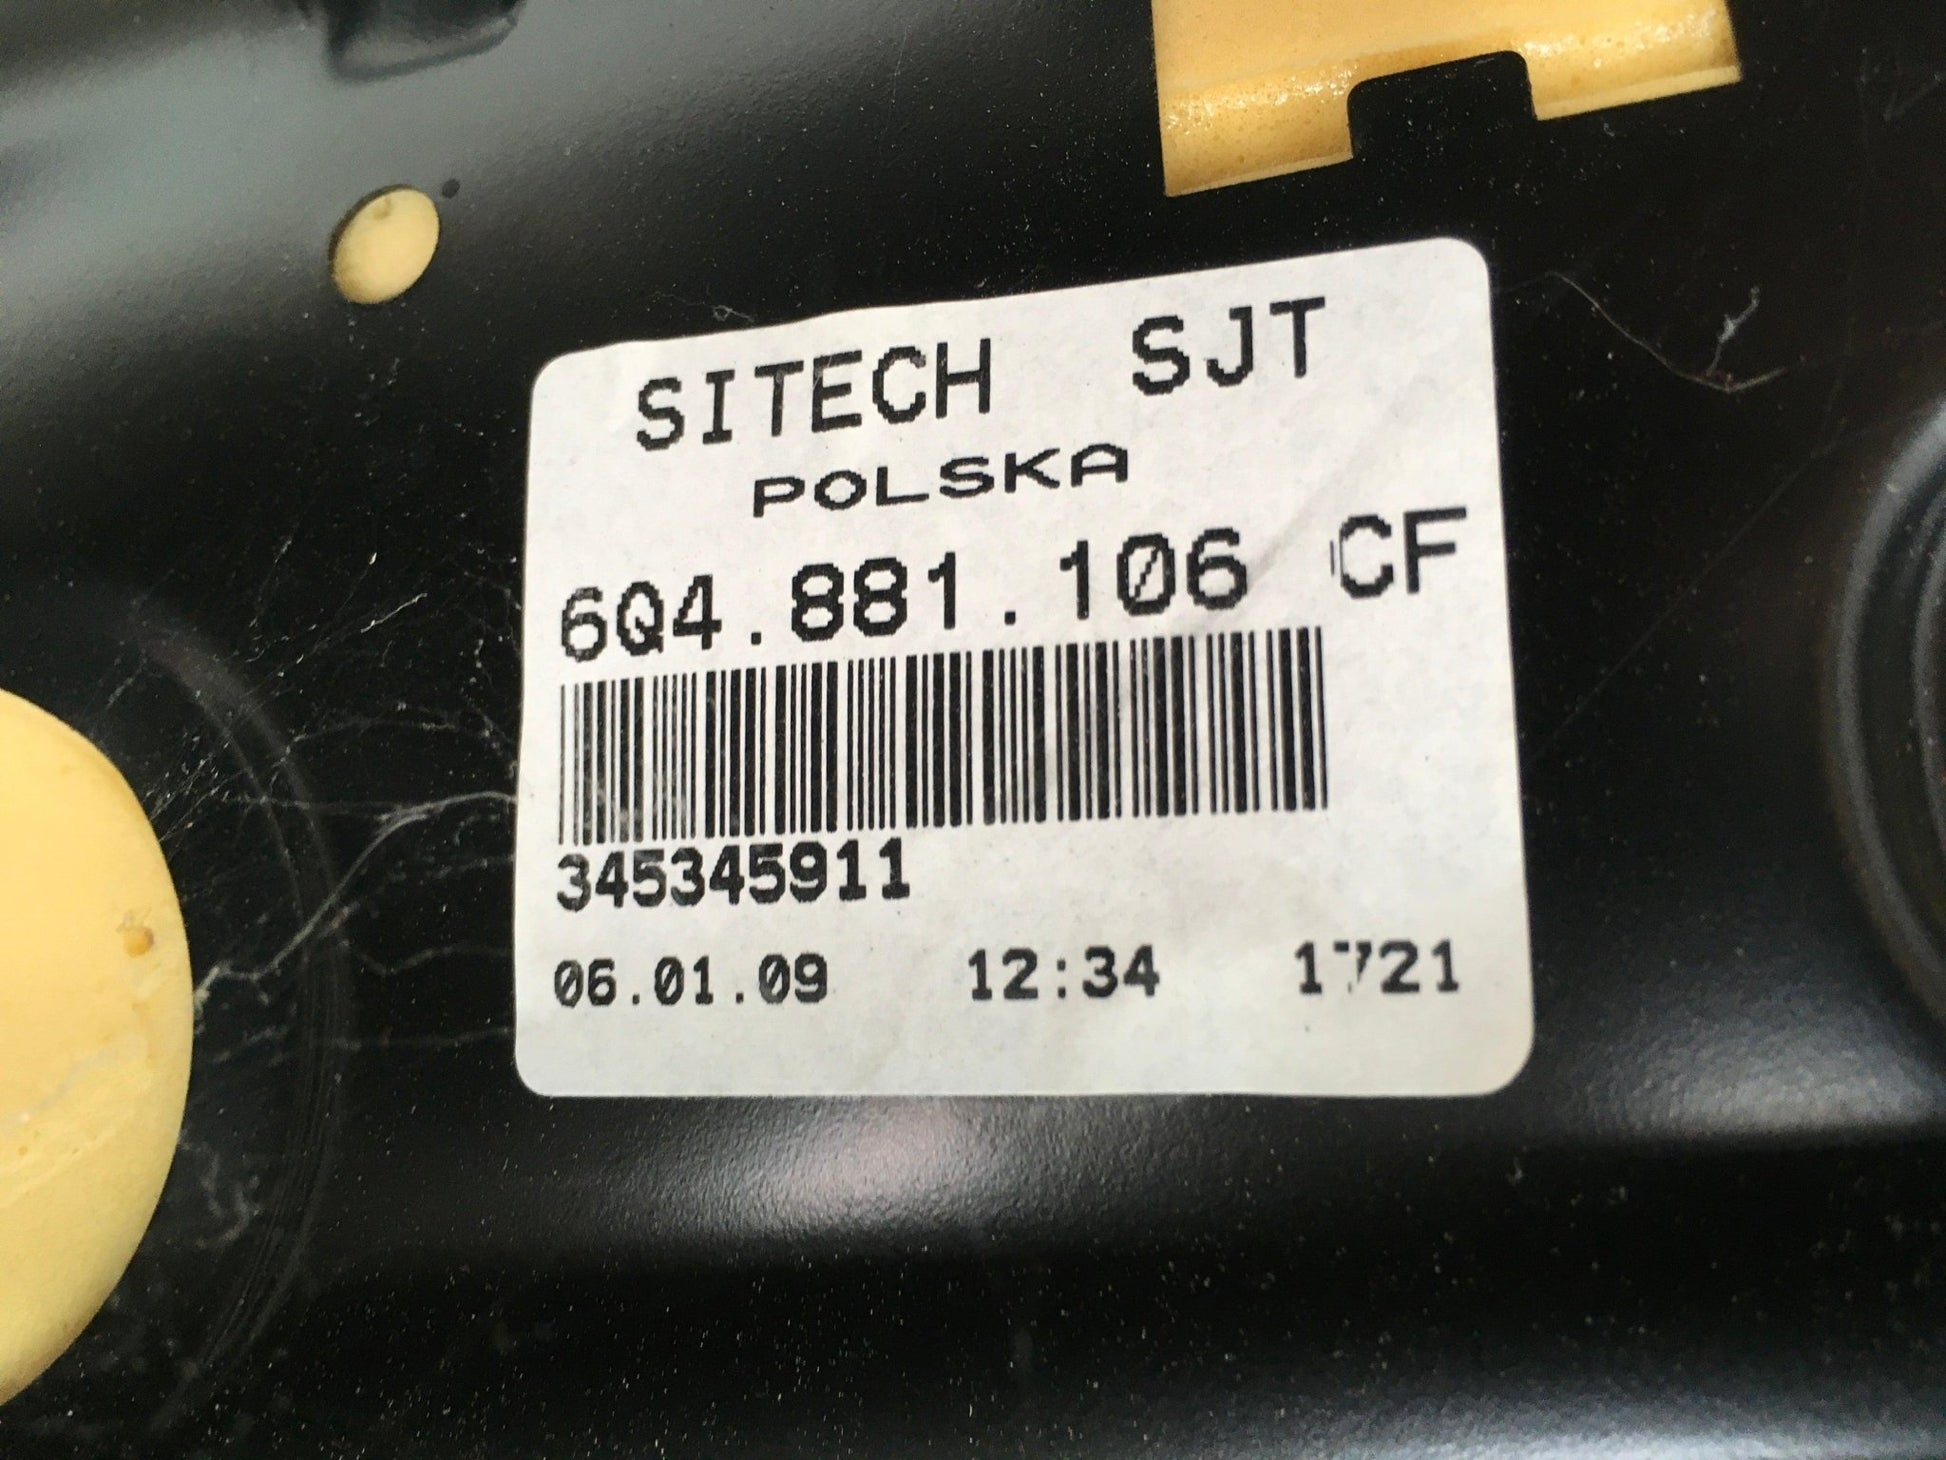 SITECH SJT
POLSKA
6Q4.881.106 CF
345345911
06.01.09 12:34 1721